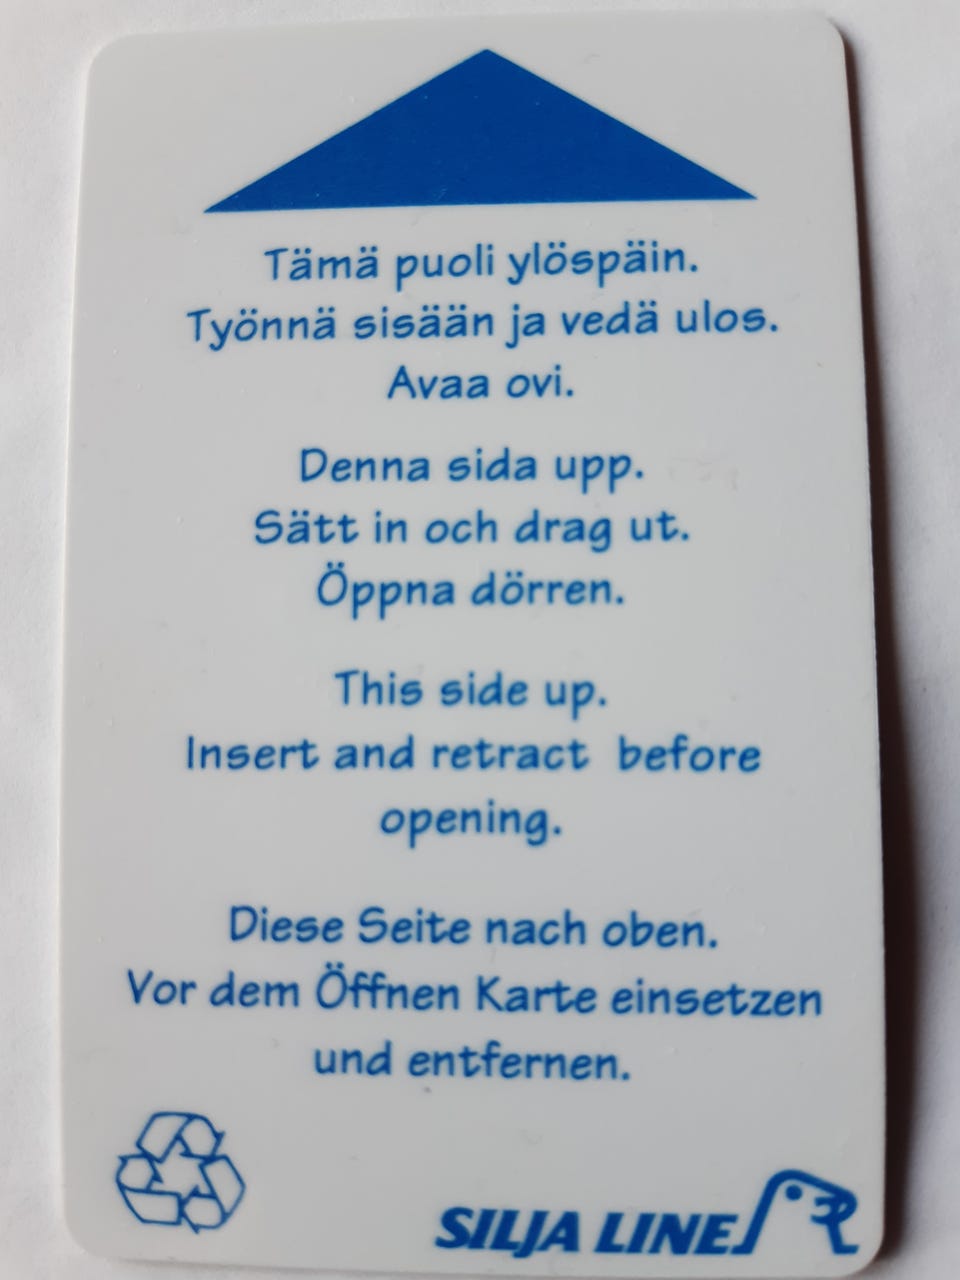 Tämä puoli ylöspäin.
Työnnä sisään ja vedä ulos.
Avaa ovi.
Denna sida upp.
Sätt in och drag ut.
Öppna dörren.
This side up.
Insert and retract before
opening.
Diese Seite nach oben.
Vor dem Öffnen Karte einsetzen
und entfernen.
SILJA LINE